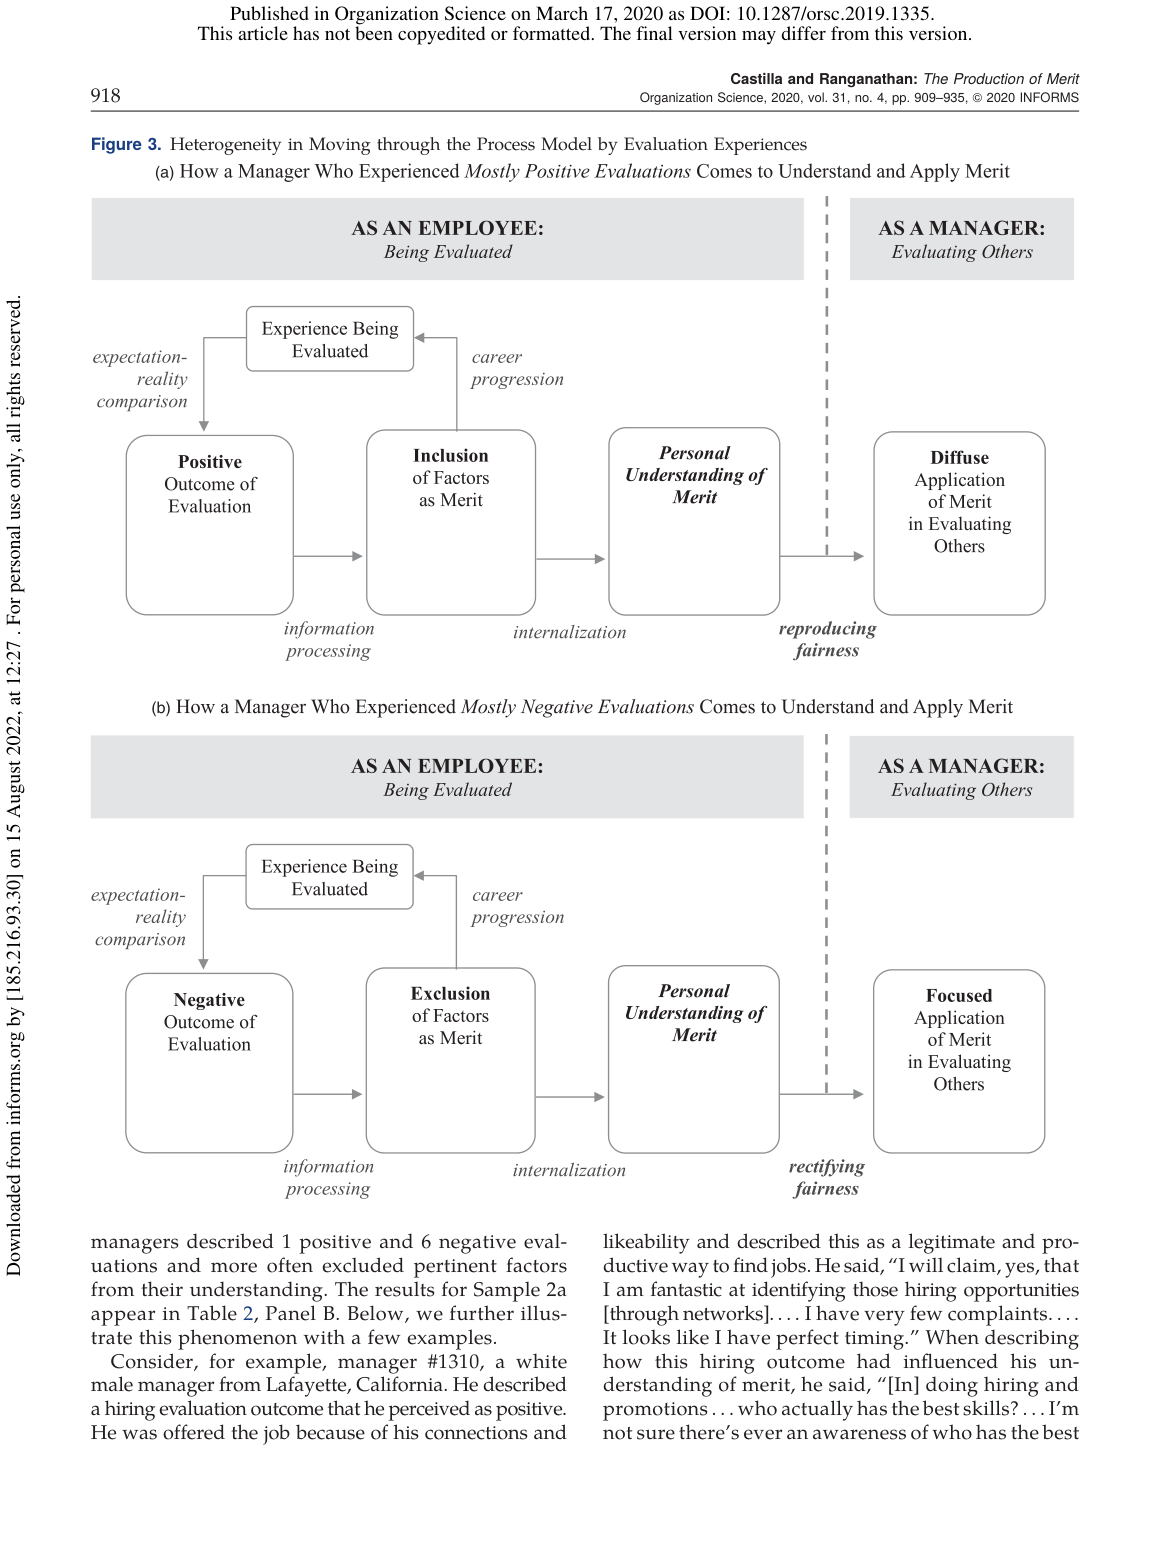 Published in Organization Science on March 17, 2020 as DOI: 10.1287/orsc.2019.1335.
This article has not been copyedited or formatted. The final version may differ from this version.
Castilla and Ranganathan: The Production of Merit
918
Organization Science, 2020, vol. 31, no. 4, pp. 909–935, © 2020 INFORMS
Figure 3. Heterogeneity in Moving through the Process Model by Evaluation Experiences
(a) How a Manager Who Experienced Mostly Positive Evaluations Comes to Understand and Apply Merit
AS AN EMPLOYEE:
Being Evaluated
AS A MANAGER:
Evaluating Others
Experience Being
Evaluated
expectation-
reality
comparison
career
progression
Positive
Outcome of
Evaluation
Inclusion
of Factors
as Merit
Personal
Understanding of
Merit
Diffuse
Application
of Merit
in Evaluating
Others
information
processing
internalization
reproducing
fairness
(b) How a Manager Who Experienced Mostly Negative Evaluations Comes to Understand and Apply Merit
AS AN EMPLOYEE:
Being Evaluated
AS A MANAGER:
Evaluating Others
Experience Being
Evaluated
expectation-
reality
comparison
career
progression
Negative
Outcome of
Evaluation
Exclusion
of Factors
as Merit
Personal
Understanding of
Merit
Focused
Application
of Merit
in Evaluating
Others
information
processing
internalization
rectifying
fairness
managers described 1 positive and 6 negative eval-
uations and more often excluded pertinent factors
from their understanding. The results for Sample 2a
appear in Table 2, Panel B. Below, we further illus-
trate this phenomenon with a few examples.
Consider, for example, manager #1310, a white
male manager from Lafayette, California. He described
a hiring evaluation outcome that he perceived as positive.
He was offered the job because of his connections and
likeability and described this as a legitimate and pro-
ductive way to find jobs. He said, “I will claim, yes, that
I am fantastic at identifying those hiring opportunities
[through networks].... I have very few complaints....
It looks like I have perfect timing.” When describing
how this hiring outcome had influenced his un-
derstanding of merit, he said, “[In] doing hiring and
promotions ... who actually has the best skills? ... I’m
not sure there’s ever an awareness of who has the best
Downloaded from informs.org by [185.216.93.30] on 15 August 2022, at 12:27 . For personal use only, all rights reserved.